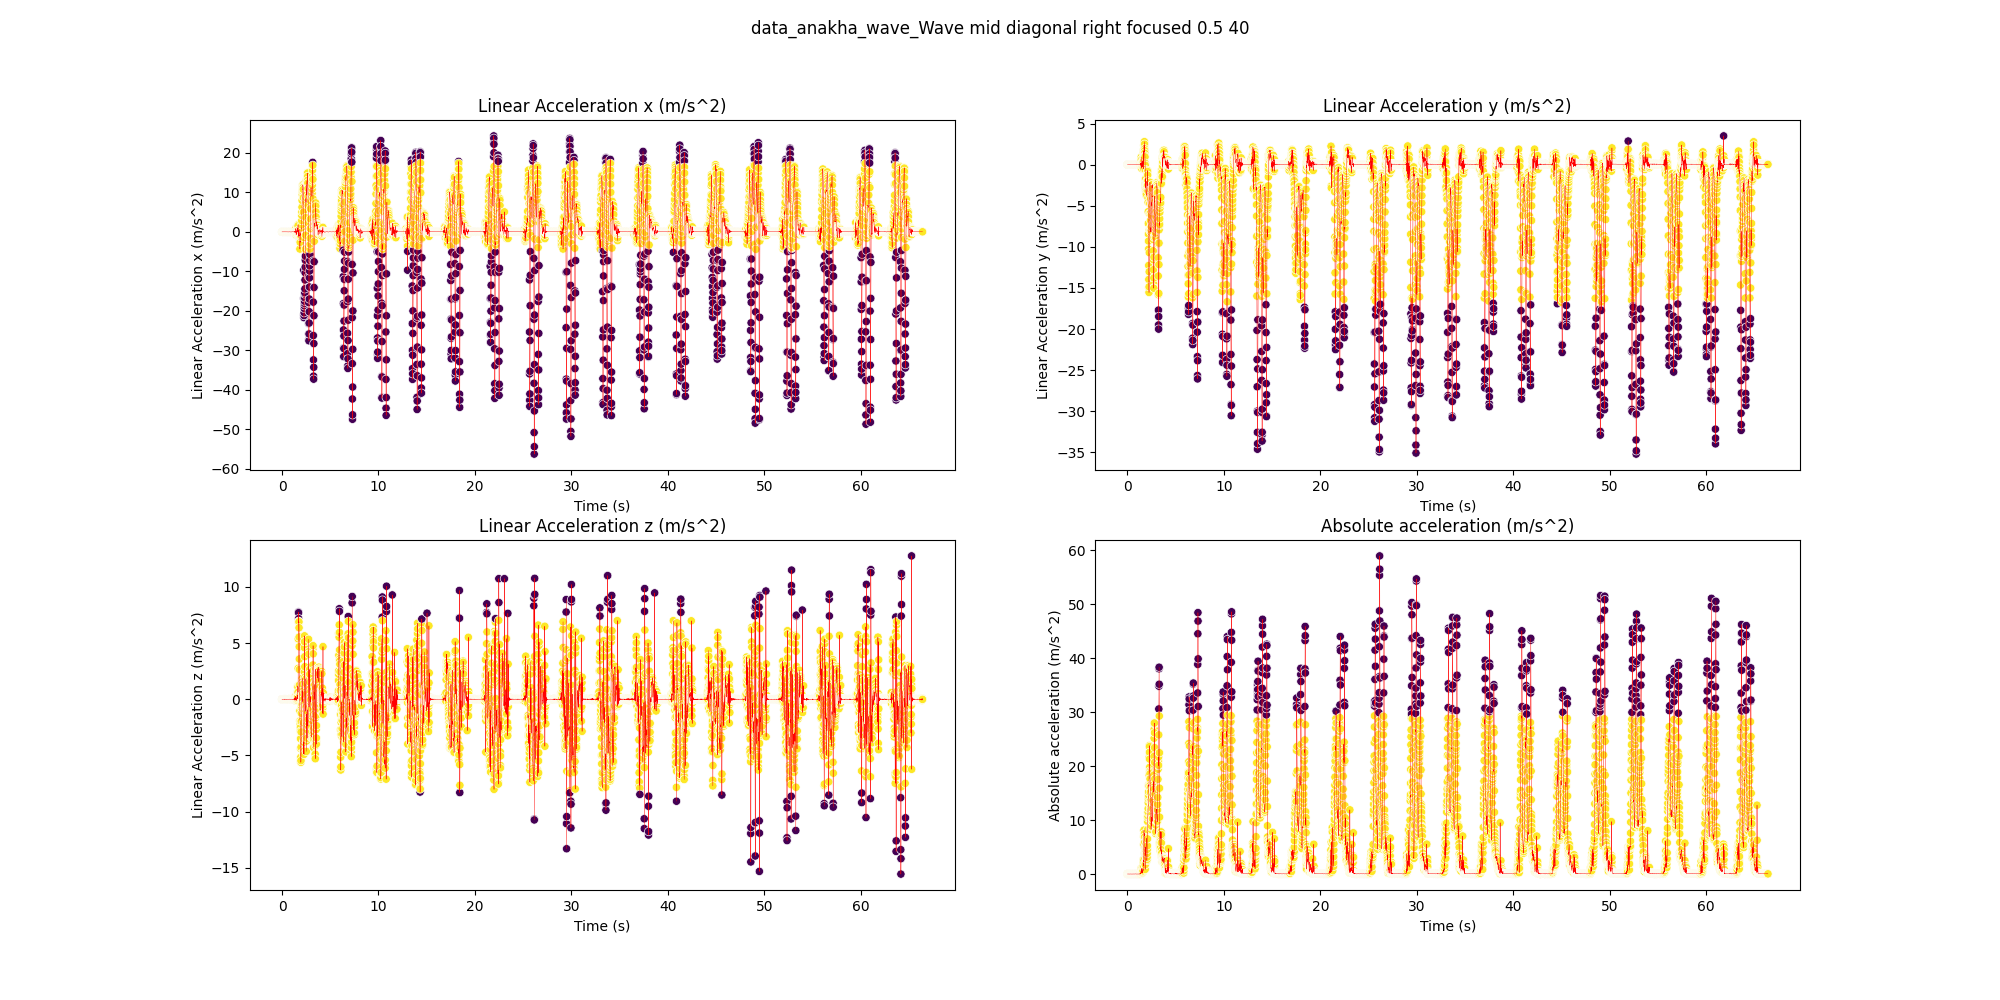 data_anakha_wave_Wave mid diagonal right focused 0.5 40
Linear Acceleration x (m/s^2)
Linear Acceleration x (m/s^2)
20
10
0
−10
−20
−30
−40
−50
−60
0 10 20 30 40 50 60
Time (s)
Linear Acceleration y (m/s^2)
Linear Acceleration y (m/s^2)
5
0
−5
−10
−15
−20
−25
−30
−35
0 10 20 30 40 50 60
Time (s)
Linear Acceleration z (m/s^2)
Linear Acceleration z (m/s^2)
10
5
0
−5
−10
−15
0 10 20 30 40 50 60
Time (s)
Absolute acceleration (m/s^2)
Absolute acceleration (m/s^2)
60
50
40
30
20
10
0
0 10 20 30 40 50 60
Time (s)